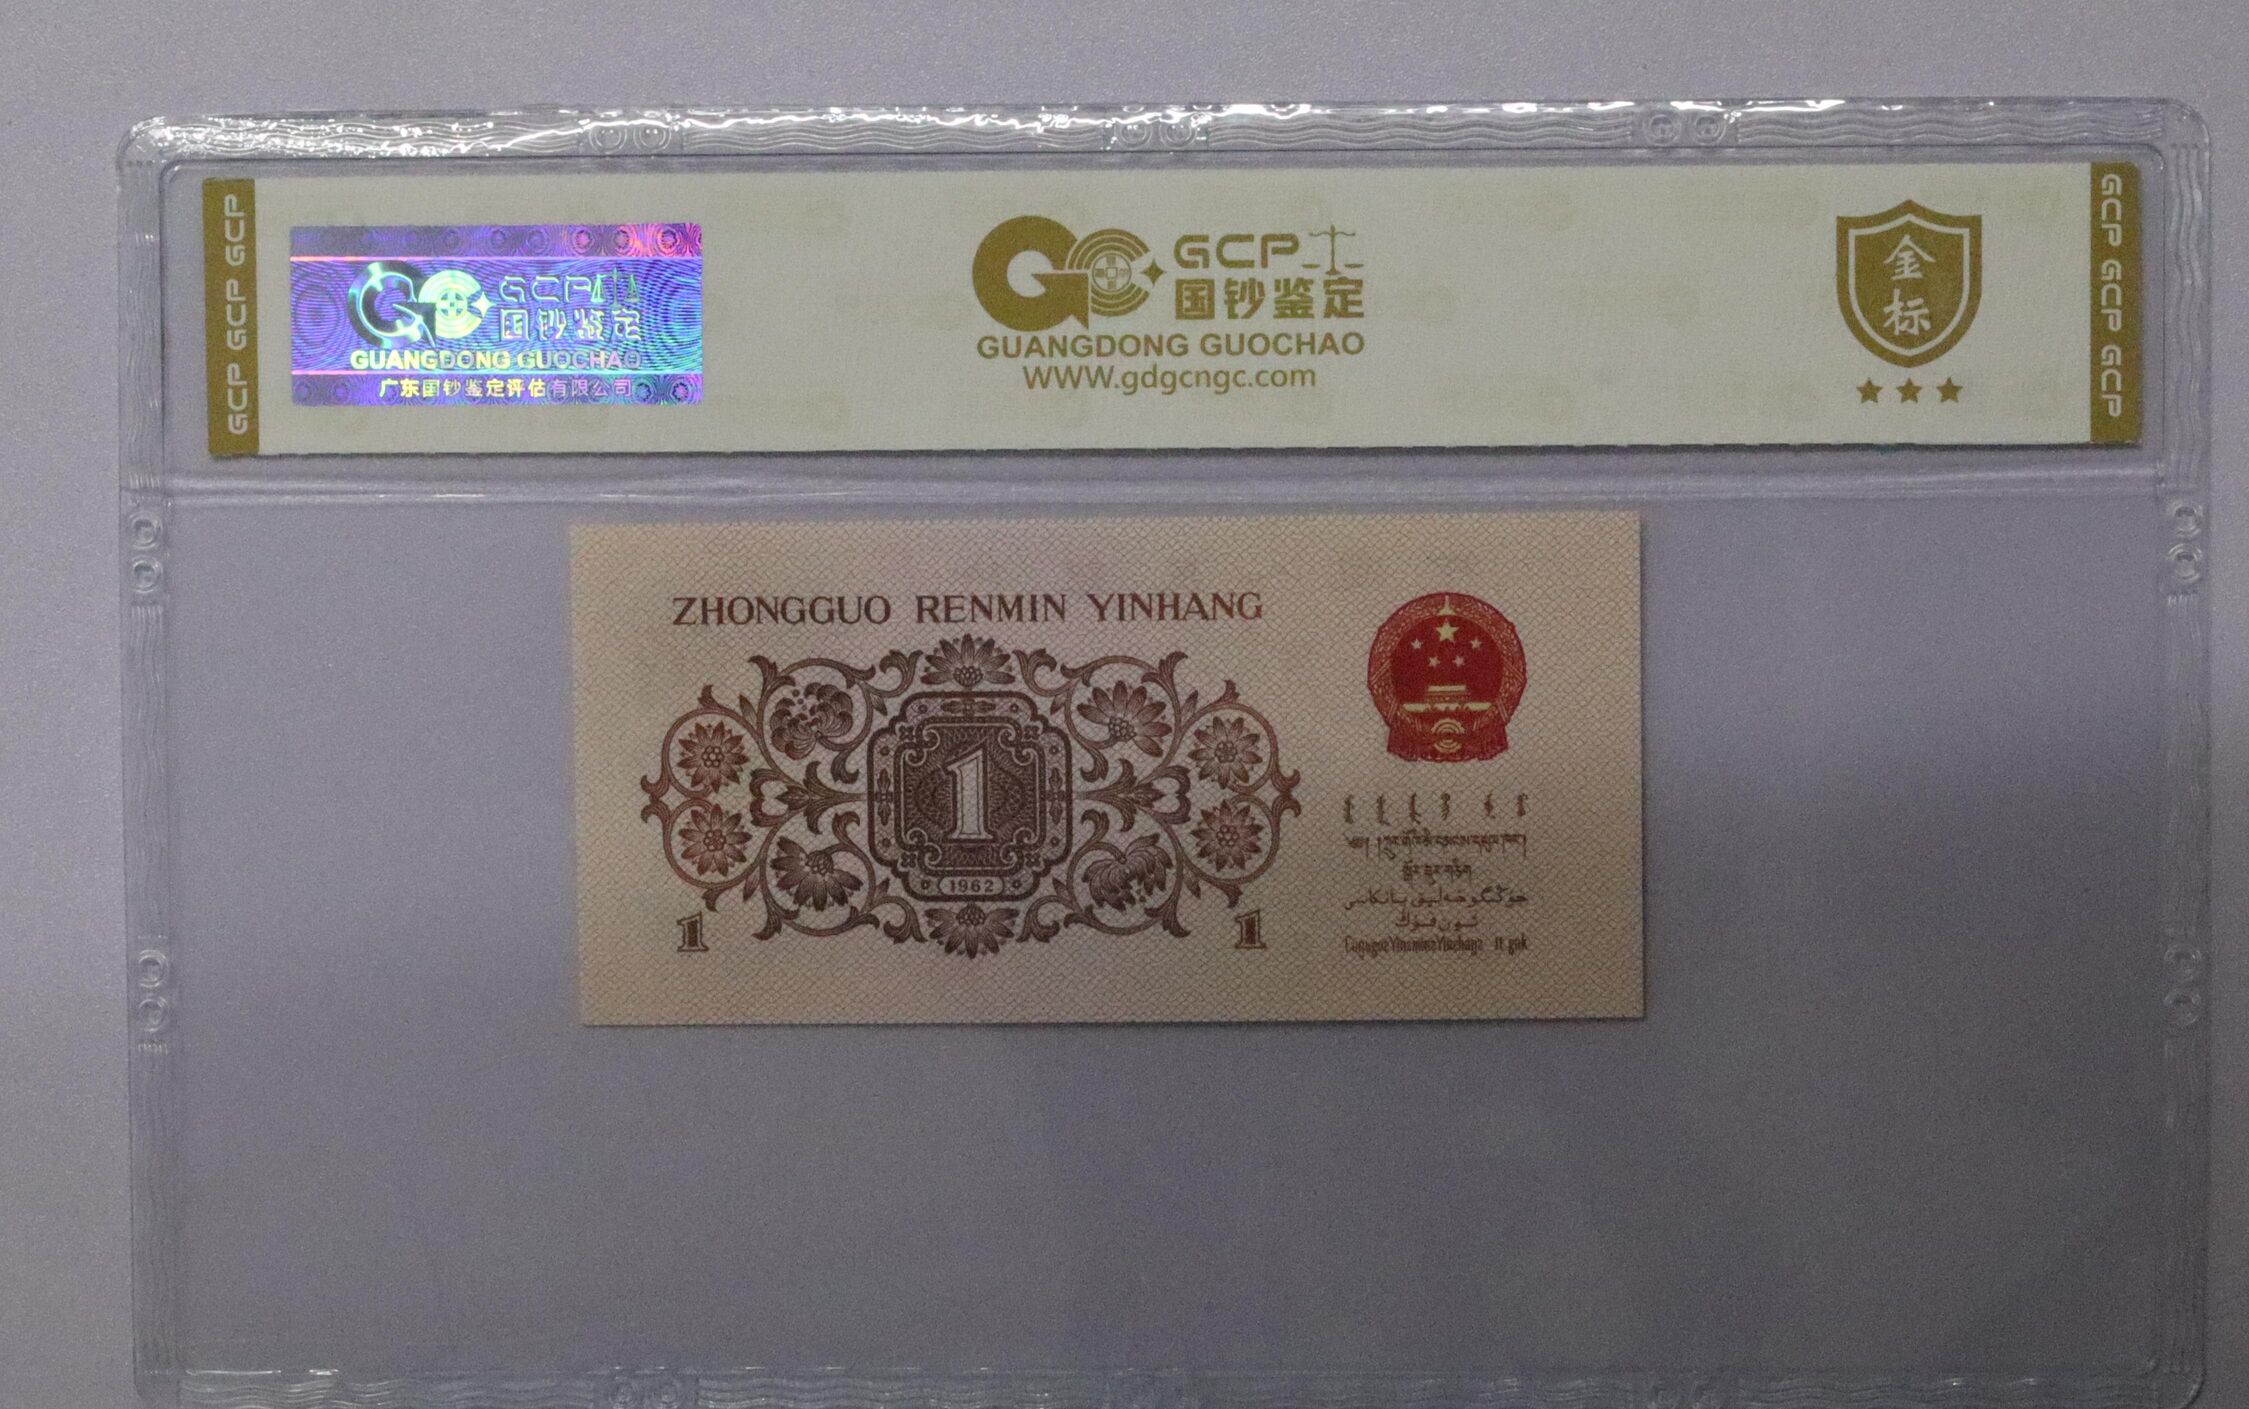 GCP GCP GCP
GCP
国钞鉴定
GUANGDONG GUOCHAO
广东国钞鉴定评估有限公司
GCP
国钞鉴定
GUANGDONG GUOCHAO
WWW.gdgcngc.com
金标
GCP GCP GCP
ZHONGGUO RENMIN YINHANG
1
1962
1
1